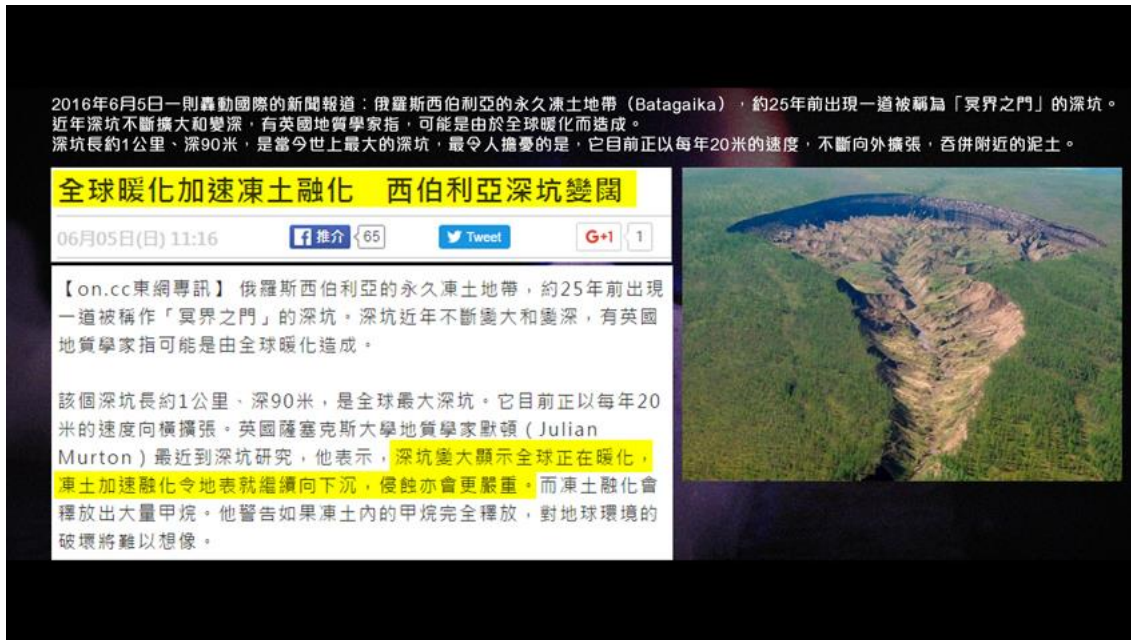 2016年6月5日一則轟動國際的新聞報道：俄羅斯西伯利亞的永久凍土地帶（Batagaika），約25年前出現一道被稱為「冥界之門」的深坑。
近年深坑不斷擴大和變深，有英國地質學家指，可能是由於全球暖化而造成。
深坑長約1公里、深90米，是當今世上最大的深坑，最令人擔憂的是，它目前正以每年20米的速度，不斷向外擴張，吞併附近的泥土。
全球暖化加速凍土融化　西伯利亞深坑變闊
06月05日(日) 11:16 推介 65 Tweet G+1 1
【on.cc東網專訊】 俄羅斯西伯利亞的永久凍土地帶，約25年前出現
一道被稱作「冥界之門」的深坑。深坑近年不斷變大和變深，有英國
地質學家指可能是由全球暖化造成。
該個深坑長約1公里、深90米，是全球最大深坑。它目前正以每年20
米的速度向橫擴張。英國薩塞克斯大學地質學家默頓（Julian
Murton）最近到深坑研究，他表示，深坑變大顯示全球正在暖化，
凍土加速融化令地表就繼續向下沉，侵蝕亦會更嚴重。而凍土融化會
釋放出大量甲烷。他警告如果凍土內的甲烷完全釋放，對地球環境的
破壞將難以想像。